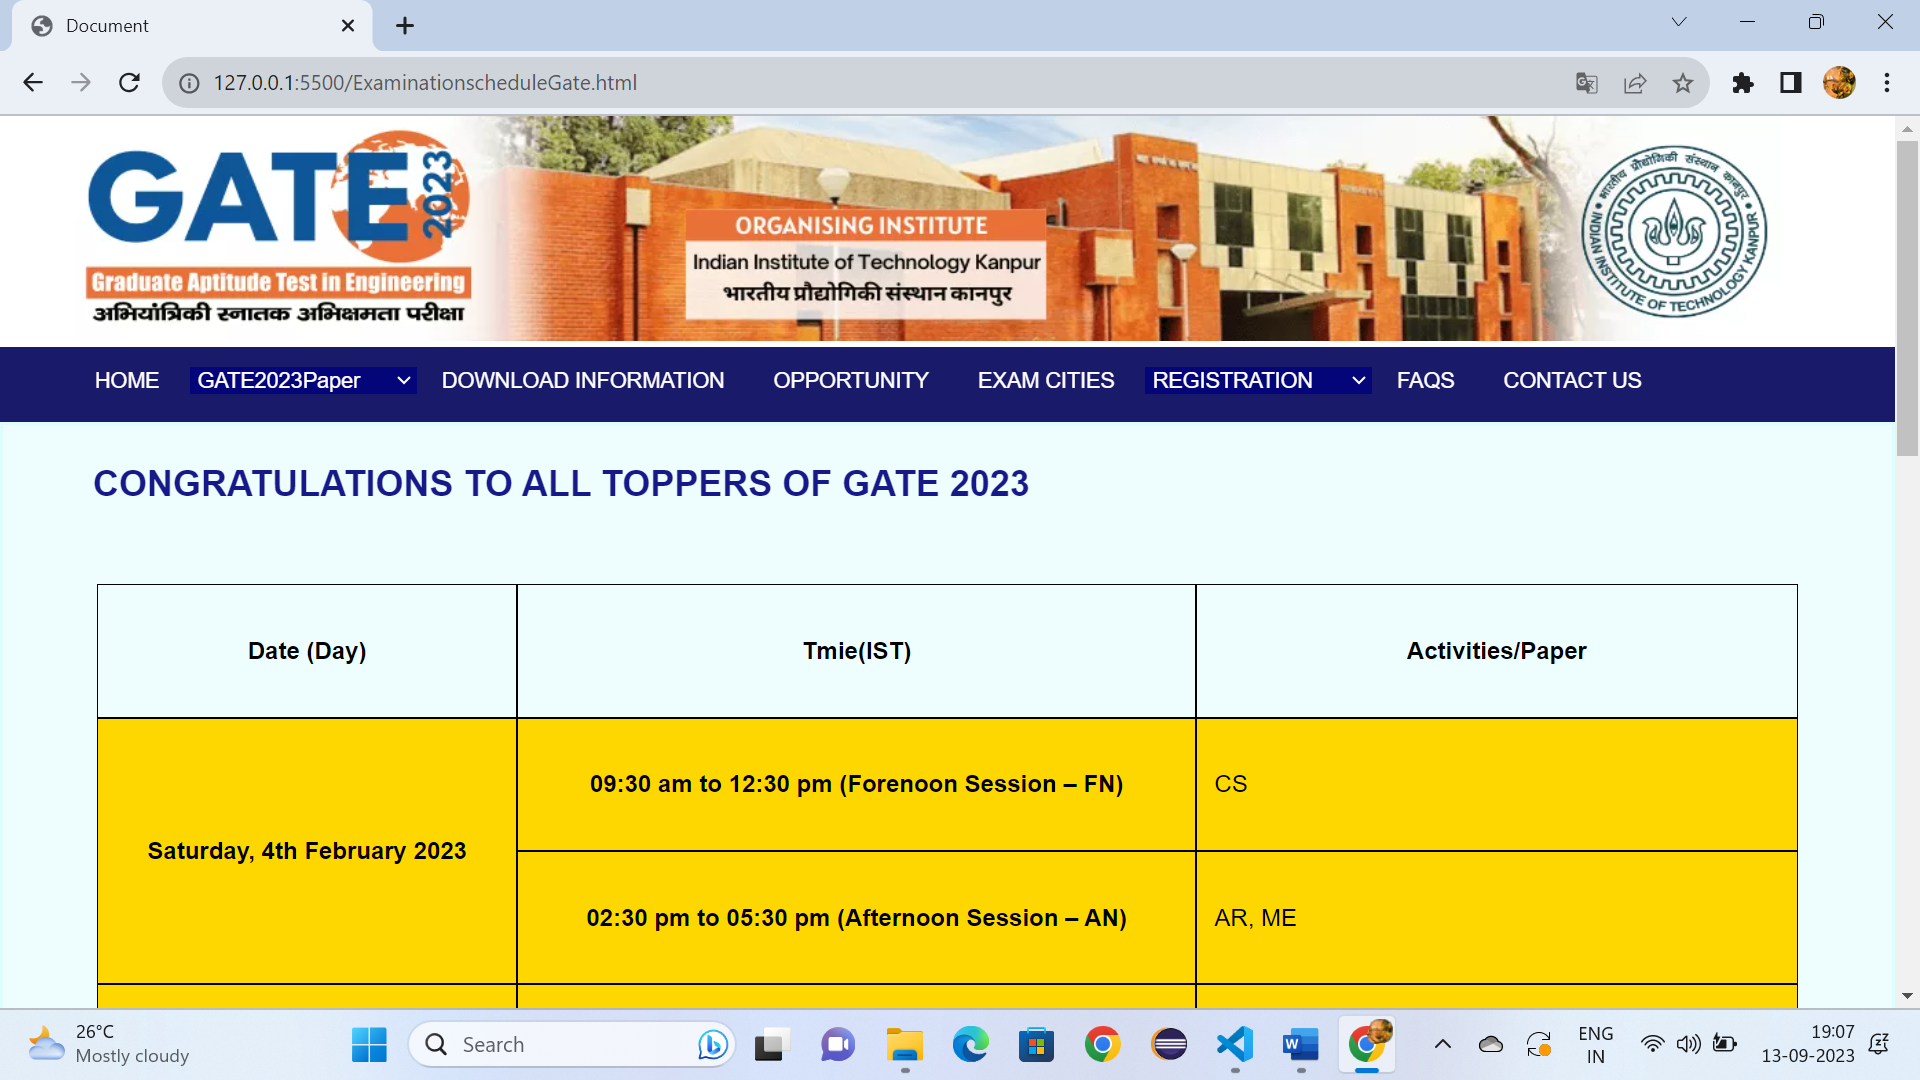 Document
127.0.0.1:5500/ExaminationscheduleGate.html
GATE 2023
Graduate Aptitude Test in Engineering
अभियांत्रिकी स्नातक अभिक्षमता परीक्षा
ORGANISING INSTITUTE
Indian Institute of Technology Kanpur
भारतीय प्रौद्योगिकी संस्थान कानपुर
भारतीय प्रौद्योगिकी संस्थान कानपुर
INDIAN INSTITUTE OF TECHNOLOGY KANPUR
HOME GATE2023Paper DOWNLOAD INFORMATION OPPORTUNITY EXAM CITIES REGISTRATION FAQS CONTACT US
CONGRATULATIONS TO ALL TOPPERS OF GATE 2023
Date (Day) Tmie(IST) Activities/Paper
Saturday, 4th February 2023
09:30 am to 12:30 pm (Forenoon Session – FN) CS
02:30 pm to 05:30 pm (Afternoon Session – AN) AR, ME
26°C
Mostly cloudy
Search
ENG
IN
19:07
13-09-2023